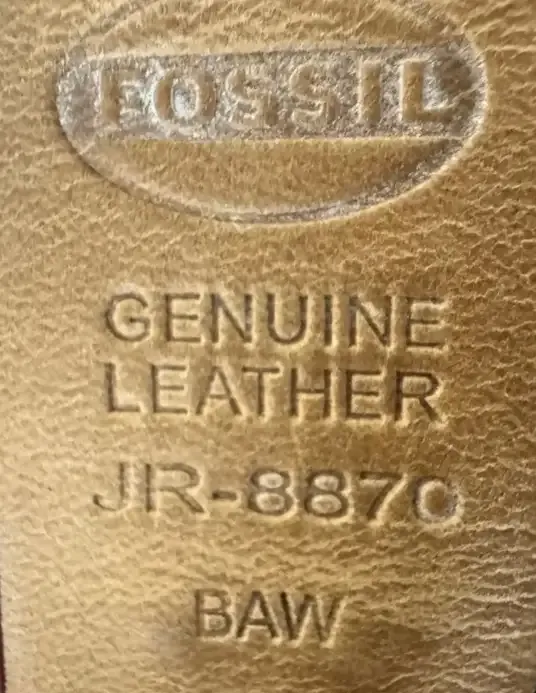 FOSSIL
GENUINE
LEATHER
JR-8870
BAW